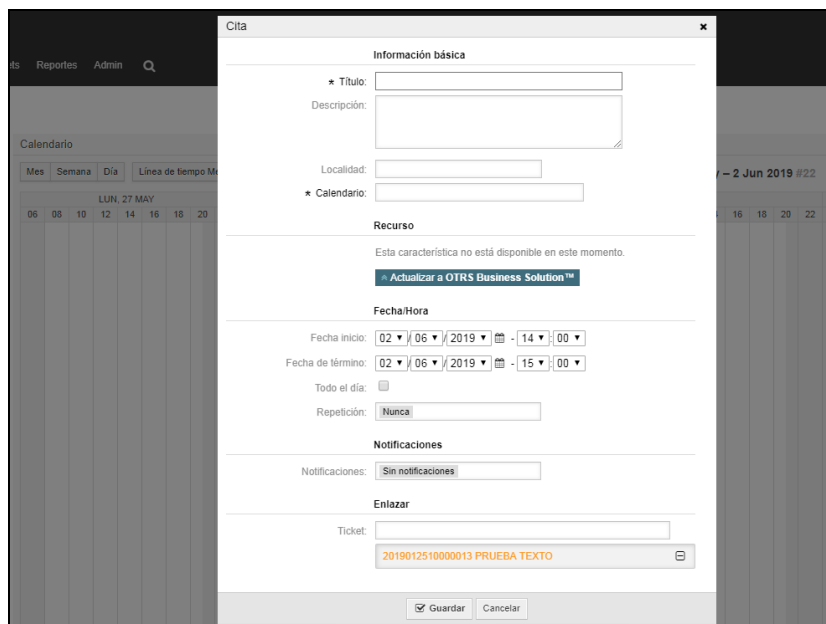 Cita
Información básica
* Título:
Descripción:
Localidad:
* Calendario:
Recurso
Esta característica no está disponible en este momento.
Actualizar a OTRS Business Solution™
Fecha/Hora
Fecha inicio: 02 / 06 / 2019 - 14 : 00
Fecha de término: 02 / 06 / 2019 - 15 : 00
Todo el día:
Repetición: Nunca
Notificaciones
Notificaciones: Sin notificaciones
Enlazar
Ticket:
2019012510000013 PRUEBA TEXTO
Guardar Cancelar
ets Reportes Admin
Calendario
Mes Semana Día Línea de tiempo Me
– 2 Jun 2019 #22
LUN, 27 MAY
06 08 10 12 14 16 18 20
16 18 20 22